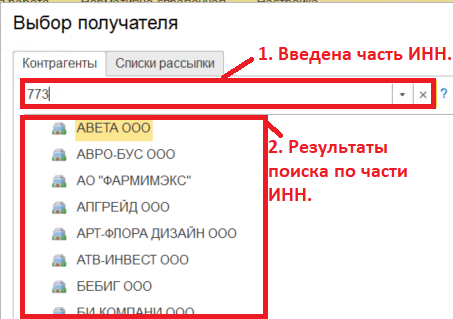 Выбор получателя
Контрагенты Списки рассылки
1. Введена часть ИНН.
773
?
АВЕТА ООО
2. Результаты
поиска по части
ИНН.
АВРО-БУС ООО
АО "ФАРМИМЭКС"
АПГРЕЙД ООО
АРТ-ФЛОРА ДИЗАЙН ООО
АТВ-ИНВЕСТ ООО
БЕБИГ ООО
БИ КОМПАНИ ООО